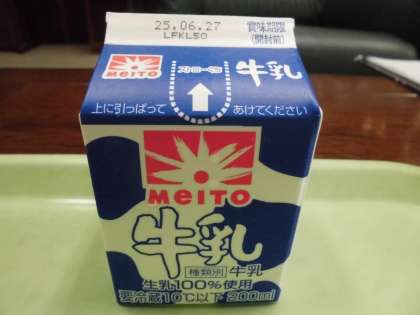 25.06.27
LFKL50
賞味期限
(開封前)
MEITO
ストローロ
牛乳
上に引っぱって
あけてください
MEITO
牛乳
種類別 牛乳
生乳100%使用
要冷蔵10℃以下 200ml